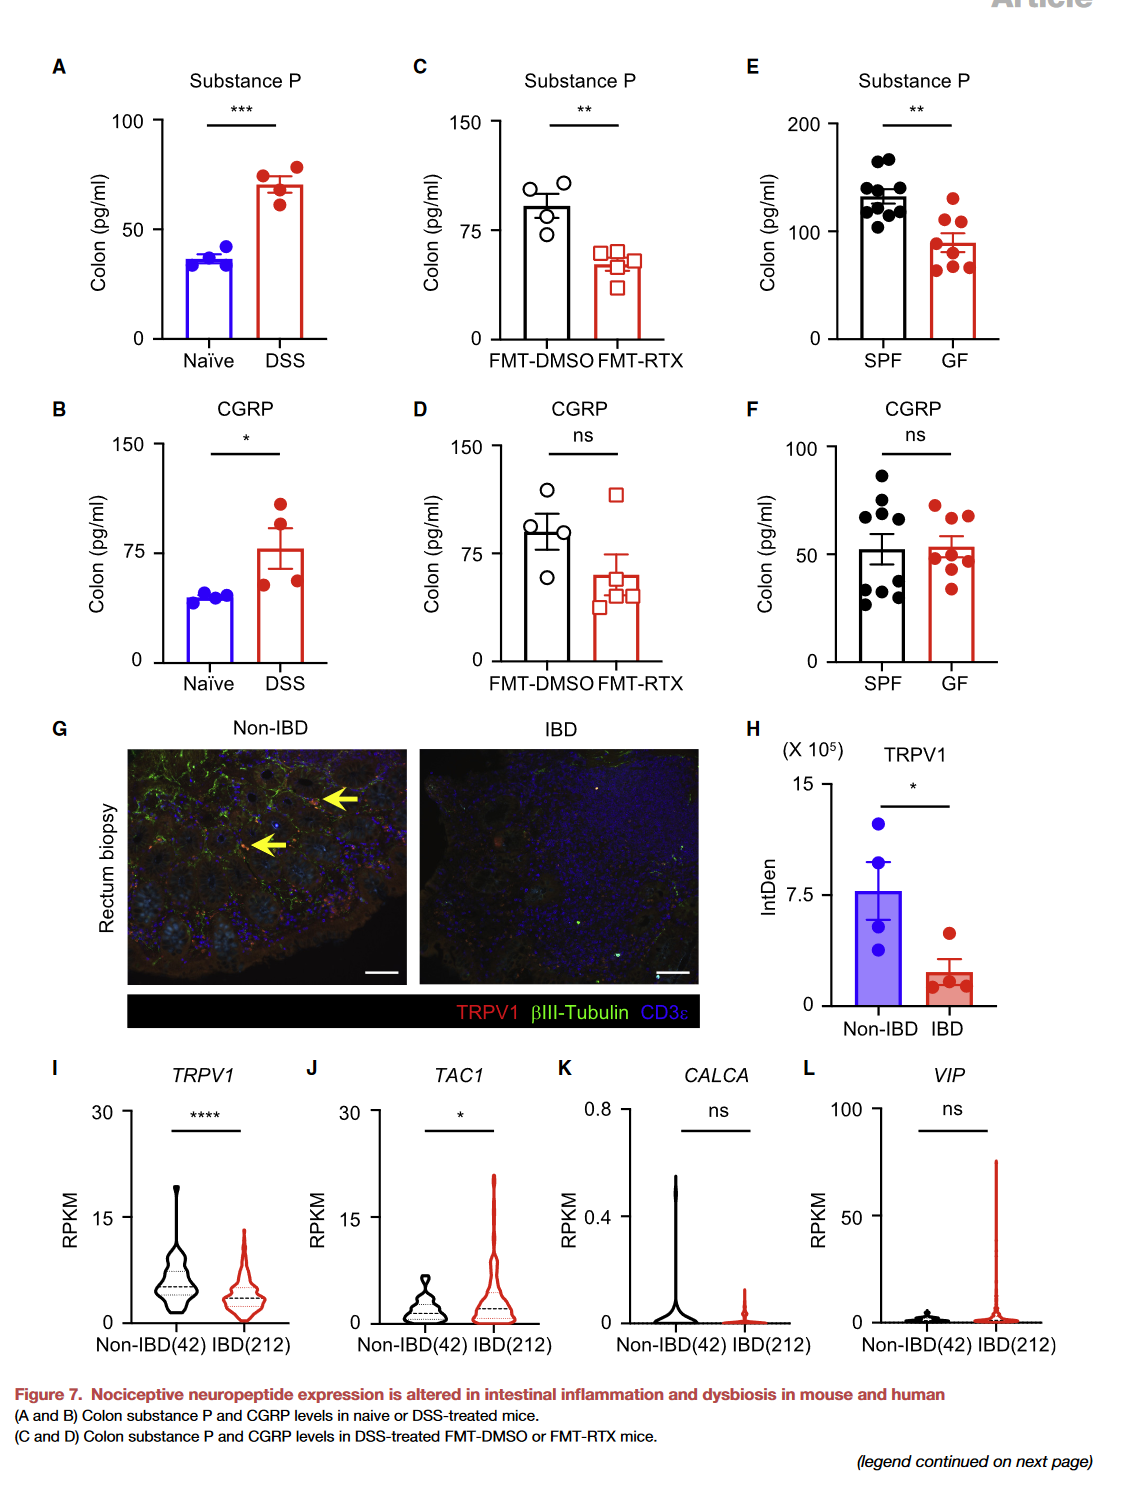 Article
A
Substance P
***
100
50
0
Colon (pg/ml)
Naïve
DSS
C
Substance P
**
150
75
0
Colon (pg/ml)
FMT-DMSO
FMT-RTX
E
Substance P
**
200
100
0
Colon (pg/ml)
SPF
GF
B
CGRP
*
150
75
0
Colon (pg/ml)
Naïve
DSS
D
CGRP
ns
150
75
0
Colon (pg/ml)
FMT-DMSO
FMT-RTX
F
CGRP
ns
100
50
0
Colon (pg/ml)
SPF
GF
G
Non-IBD
IBD
Rectum biopsy
TRPV1 βIII-Tubulin CD3ε
H
(X 10⁵)
TRPV1
*
15
7.5
0
IntDen
Non-IBD
IBD
I
TRPV1
****
30
15
0
RPKM
Non-IBD(42)
IBD(212)
J
TAC1
*
30
15
0
RPKM
Non-IBD(42)
IBD(212)
K
CALCA
ns
0.8
0.4
0
RPKM
Non-IBD(42)
IBD(212)
L
VIP
ns
100
50
0
RPKM
Non-IBD(42)
IBD(212)
Figure 7. Nociceptive neuropeptide expression is altered in intestinal inflammation and dysbiosis in mouse and human
(A and B) Colon substance P and CGRP levels in naive or DSS-treated mice.
(C and D) Colon substance P and CGRP levels in DSS-treated FMT-DMSO or FMT-RTX mice.
(legend continued on next page)